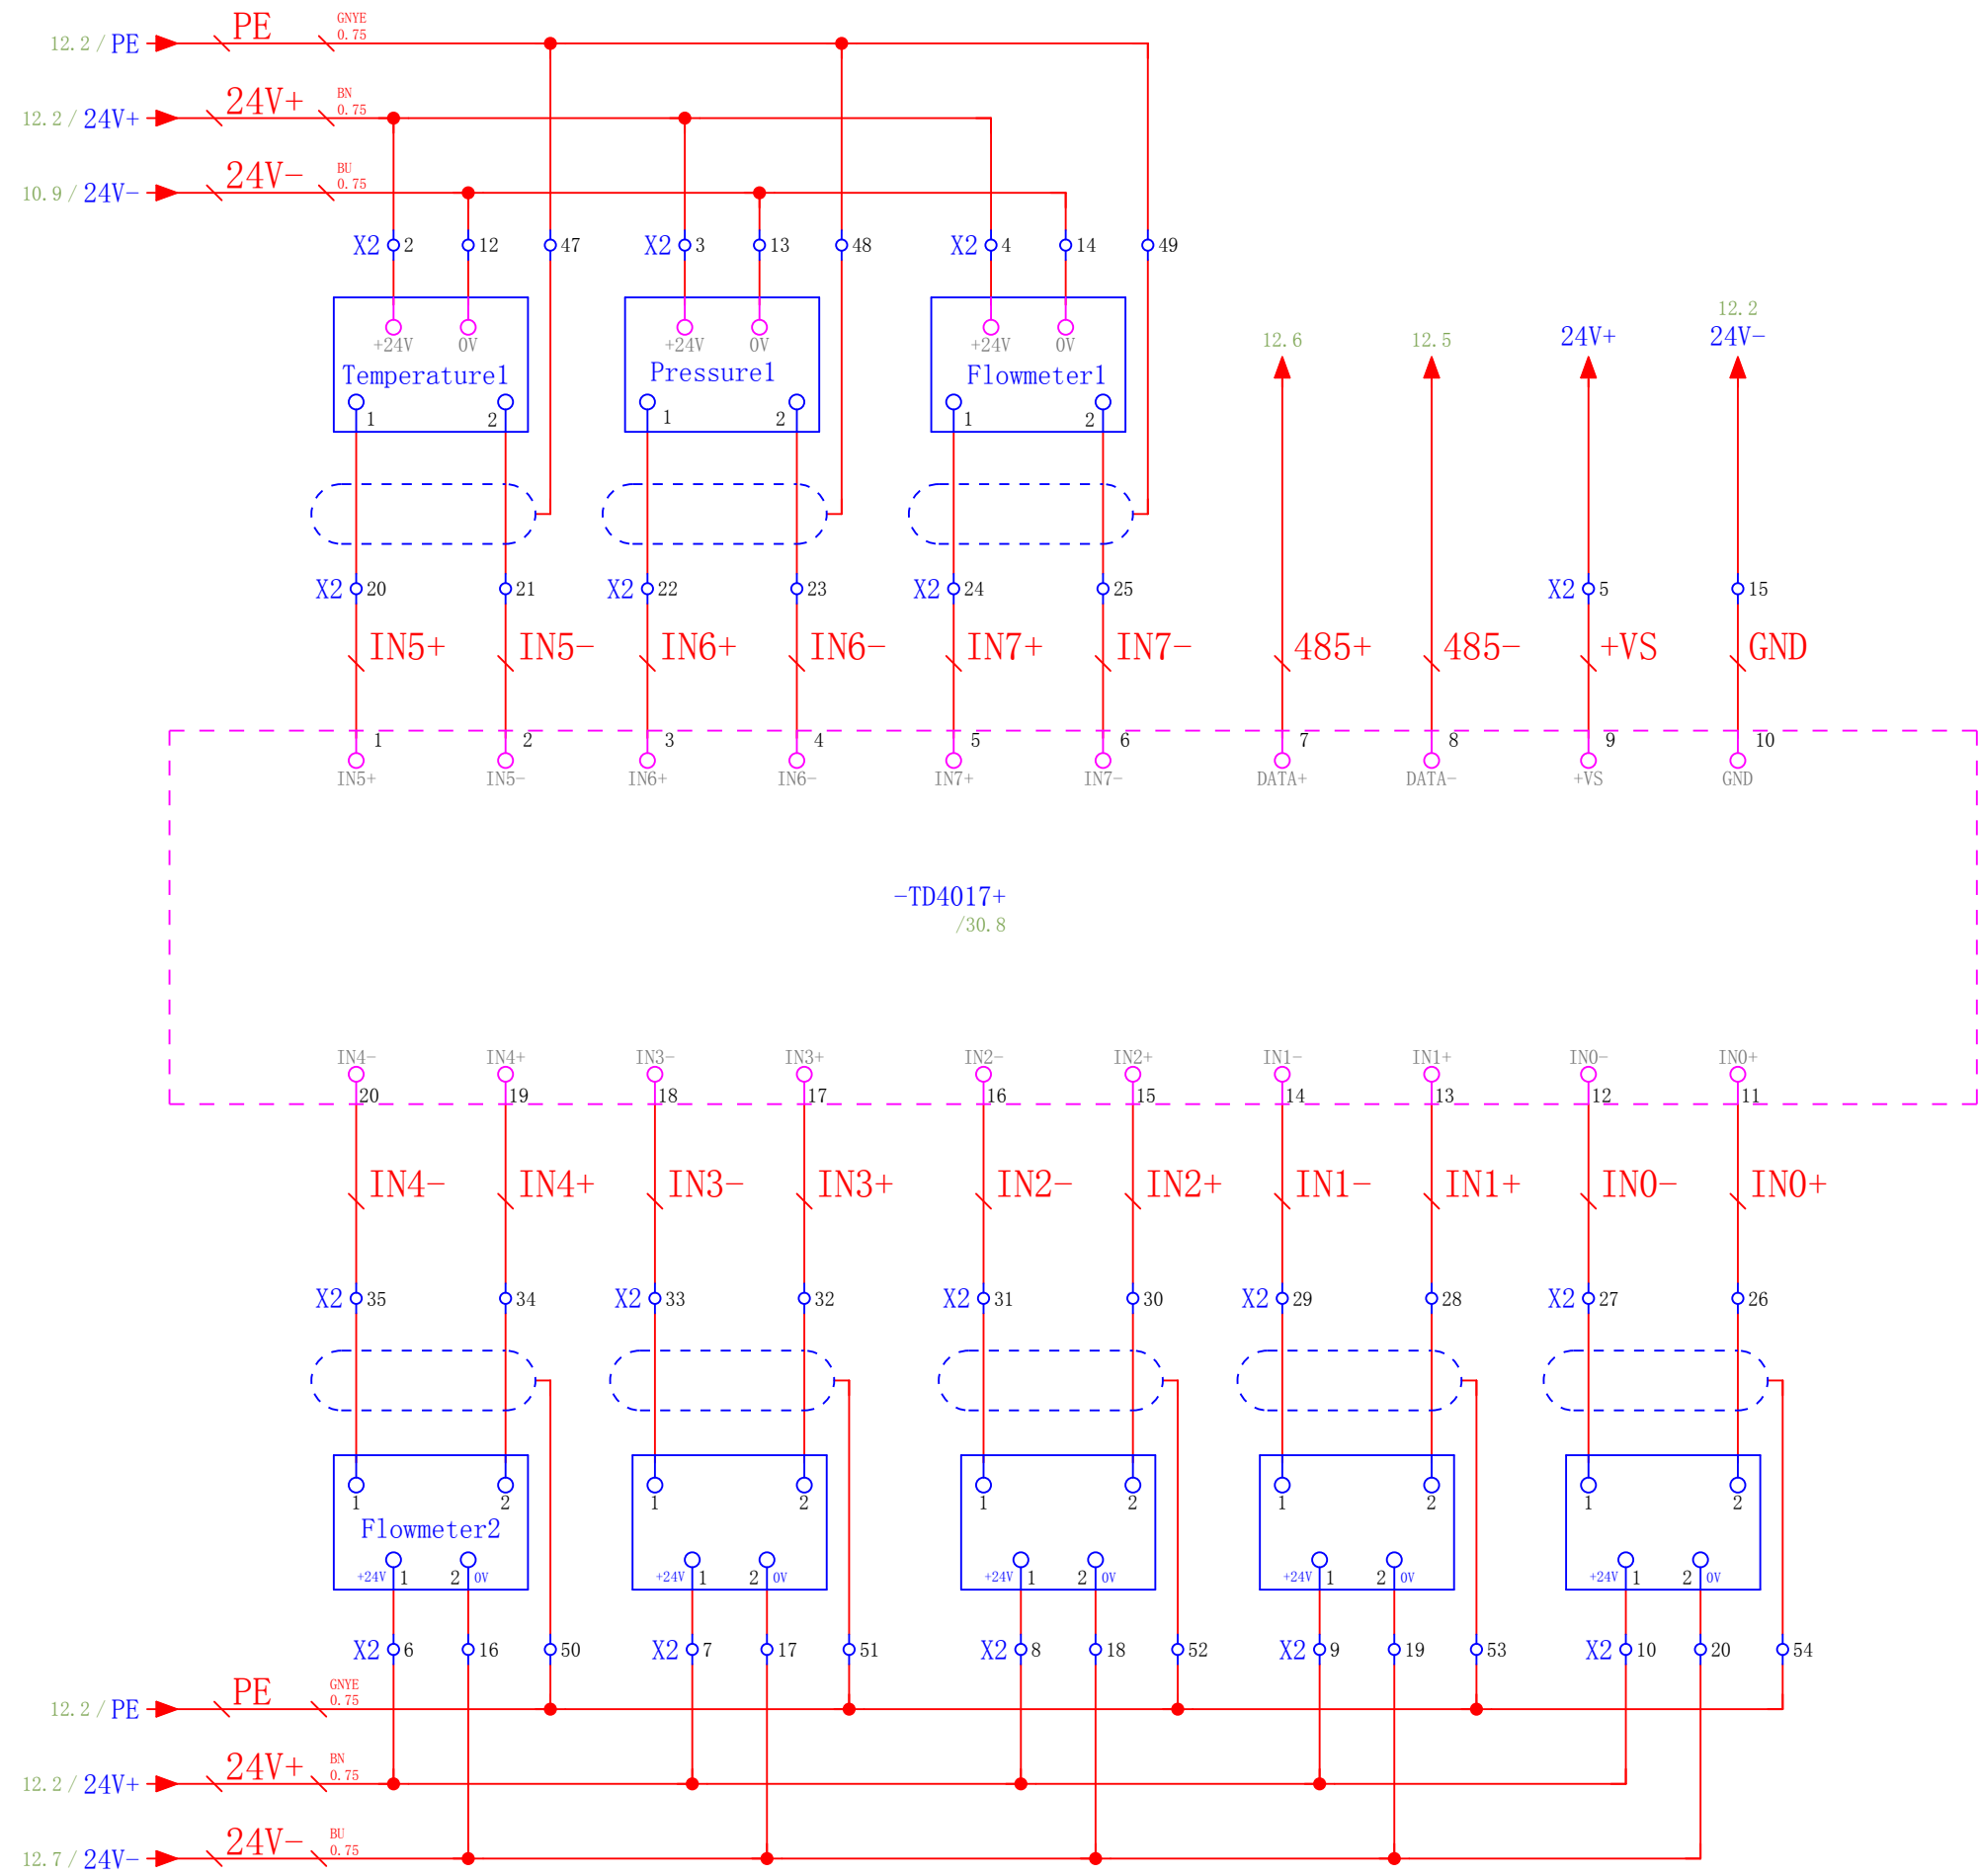 12.2 / PE PE GNYE
0.75
12.2 / 24V+ 24V+ BN
0.75
10.9 / 24V- 24V- BU
0.75
X2 2 12 47 X2 3 13 48 X2 4 14 49
+24V 0V +24V 0V +24V 0V
Temperature1 Pressure1 Flowmeter1
1 2 1 2 1 2
12.6 12.5 24V+ 12.2
24V-
X2 20 21 X2 22 23 X2 24 25 X2 5 15
IN5+ IN5- IN6+ IN6- IN7+ IN7- 485+ 485- +VS GND
1 2 3 4 5 6 7 8 9 10
IN5+ IN5- IN6+ IN6- IN7+ IN7- DATA+ DATA- +VS GND
-TD4017+
/30.8
IN4- IN4+ IN3- IN3+ IN2- IN2+ IN1- IN1+ IN0- IN0+
20 19 18 17 16 15 14 13 12 11
IN4- IN4+ IN3- IN3+ IN2- IN2+ IN1- IN1+ IN0- IN0+
X2 35 34 X2 33 32 X2 31 30 X2 29 28 X2 27 26
1 2 1 2 1 2 1 2 1 2
Flowmeter2
+24V 1 2 0V +24V 1 2 0V +24V 1 2 0V +24V 1 2 0V +24V 1 2 0V
X2 6 16 50 X2 7 17 51 X2 8 18 52 X2 9 19 53 X2 10 20 54
12.2 / PE PE GNYE
0.75
12.2 / 24V+ 24V+ BN
0.75
12.7 / 24V- 24V- BU
0.75